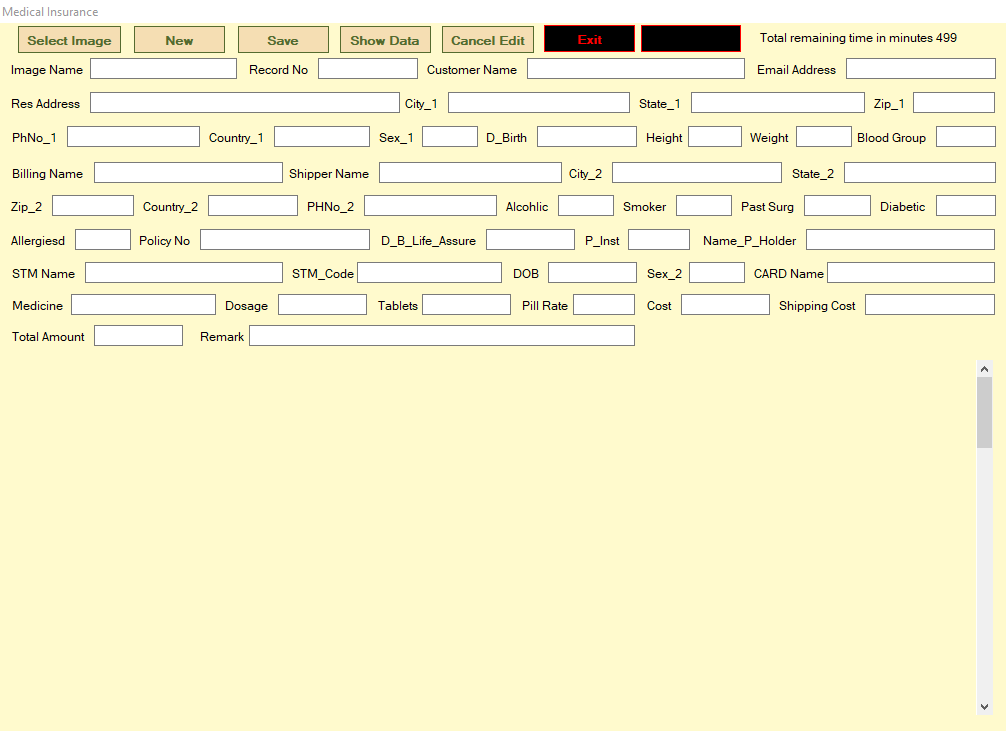 Medical Insurance
Select Image New Save Show Data Cancel Edit Exit Total remaining time in minutes 499
Image Name Record No Customer Name Email Address
Res Address City_1 State_1 Zip_1
PhNo_1 Country_1 Sex_1 D_Birth Height Weight Blood Group
Billing Name Shipper Name City_2 State_2
Zip_2 Country_2 PHNo_2 Alcohlic Smoker Past Surg Diabetic
Allergiesd Policy No D_B_Life_Assure P_Inst Name_P_Holder
STM Name STM_Code DOB Sex_2 CARD Name
Medicine Dosage Tablets Pill Rate Cost Shipping Cost
Total Amount Remark